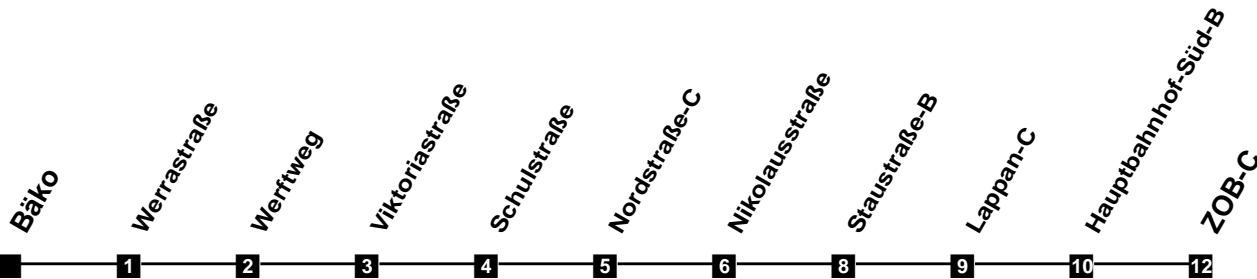 Bäko
Werrastraße
Werftweg
Viktoriastraße
Schulstraße
Nordstraße-C
Nikolausstraße
Staustraße-B
Lappan-C
Hauptbahnhof-Süd-B
ZOB-C
1 2 3 4 5 6 8 9 10 12